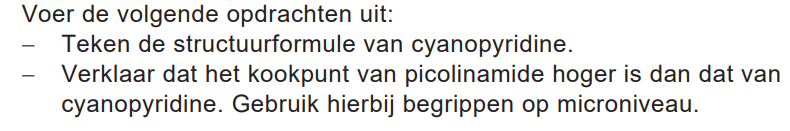 Voer de volgende opdrachten uit:
– Teken de structuurformule van cyanopyridine.
– Verklaar dat het kookpunt van picolinamide hoger is dan dat van
cyanopyridine. Gebruik hierbij begrippen op microniveau.